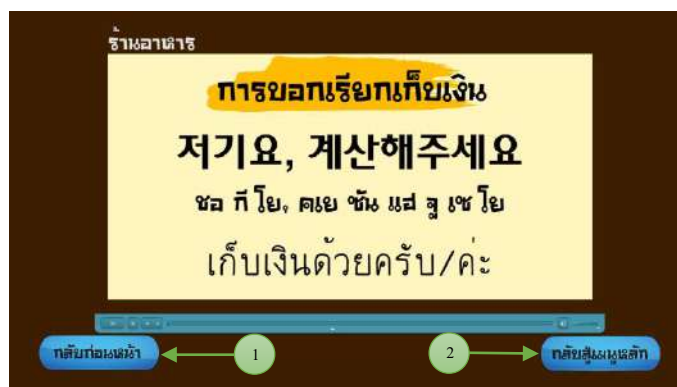 ร้านอาหาร
การบอกเรียกเก็บเงิน
저기요, 계산해주세요
ชอ กี โย, คเย ซัน แฮ จู เซ โย
เก็บเงินด้วยครับ/ค่ะ
กลับก่อนหน้า
1
2
กลับสู่เมนูหลัก